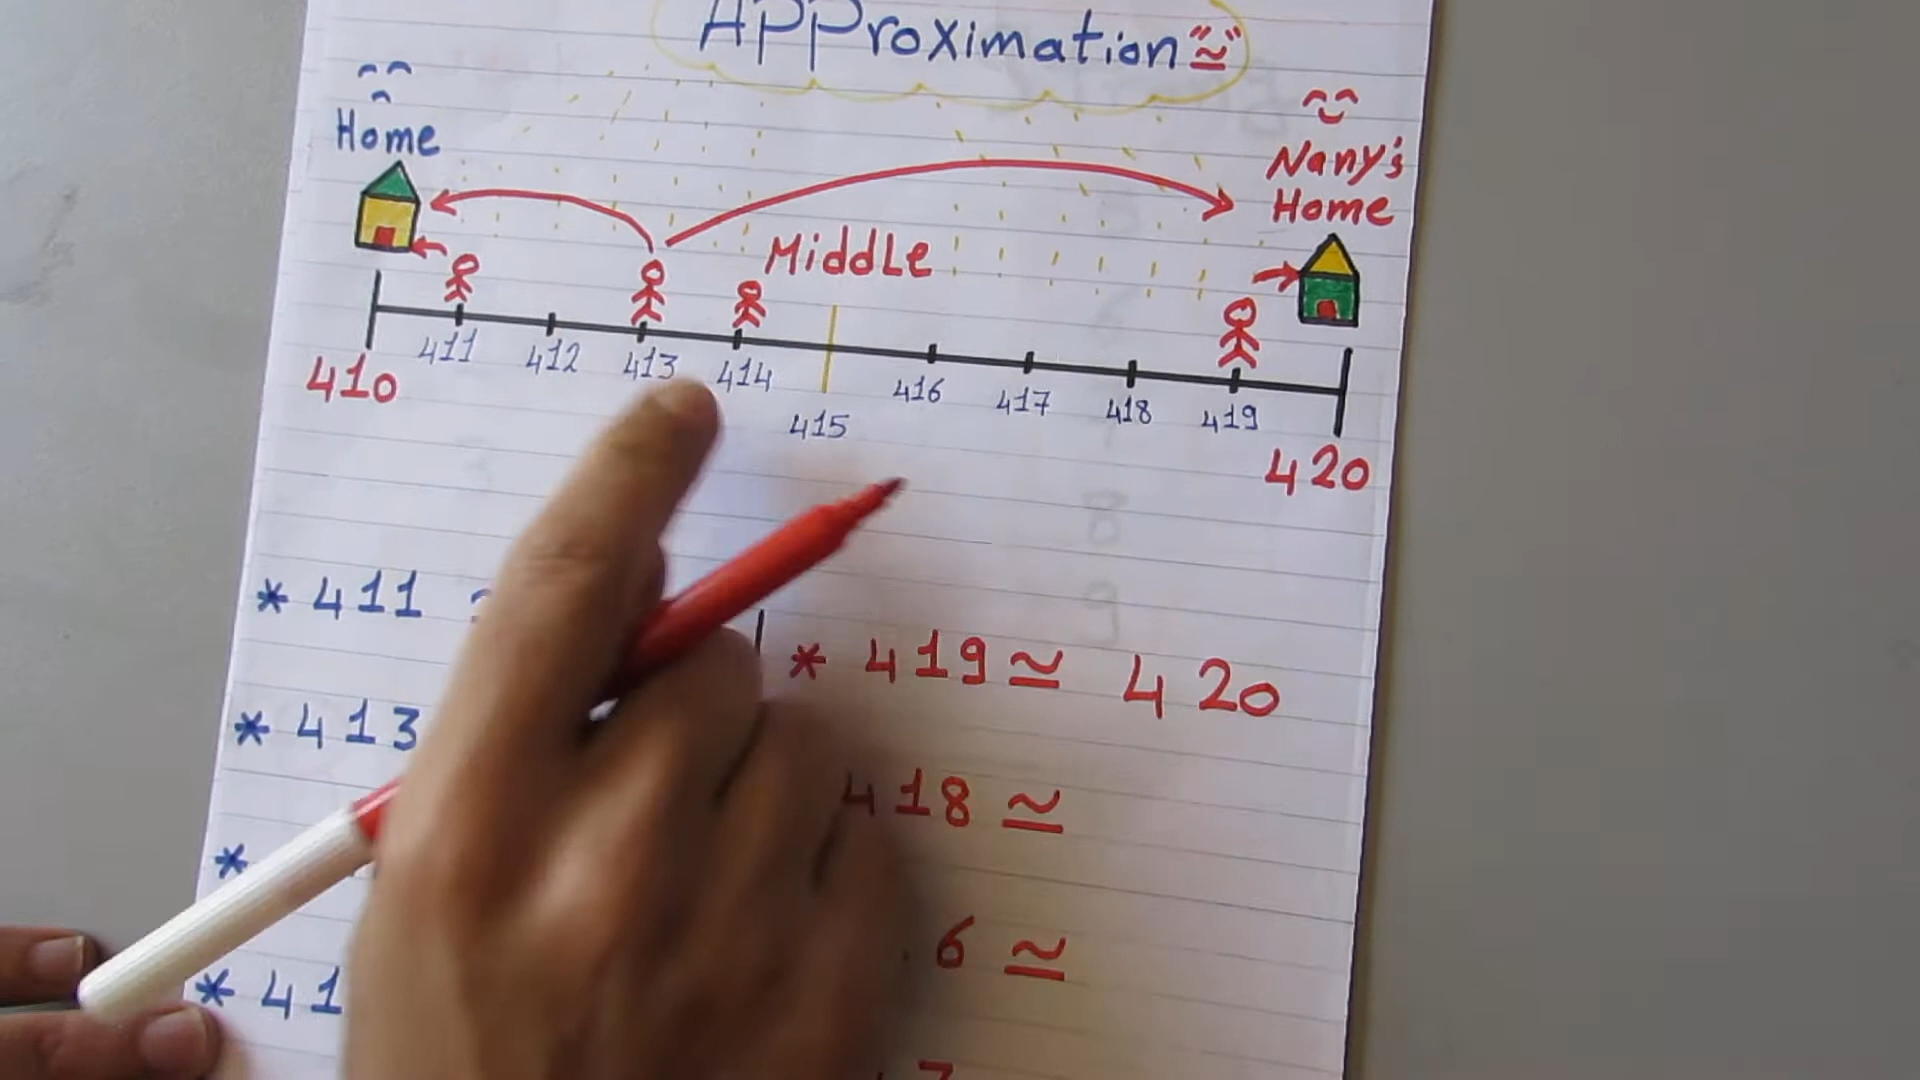 APPRoximation "≃"
Home
Nany's
Home
Middle
410 411 412 413 414 415 416 417 418 419 420
* 411
* 419 ≃ 420
* 413
418 ≃
*
6 ≃
* 41